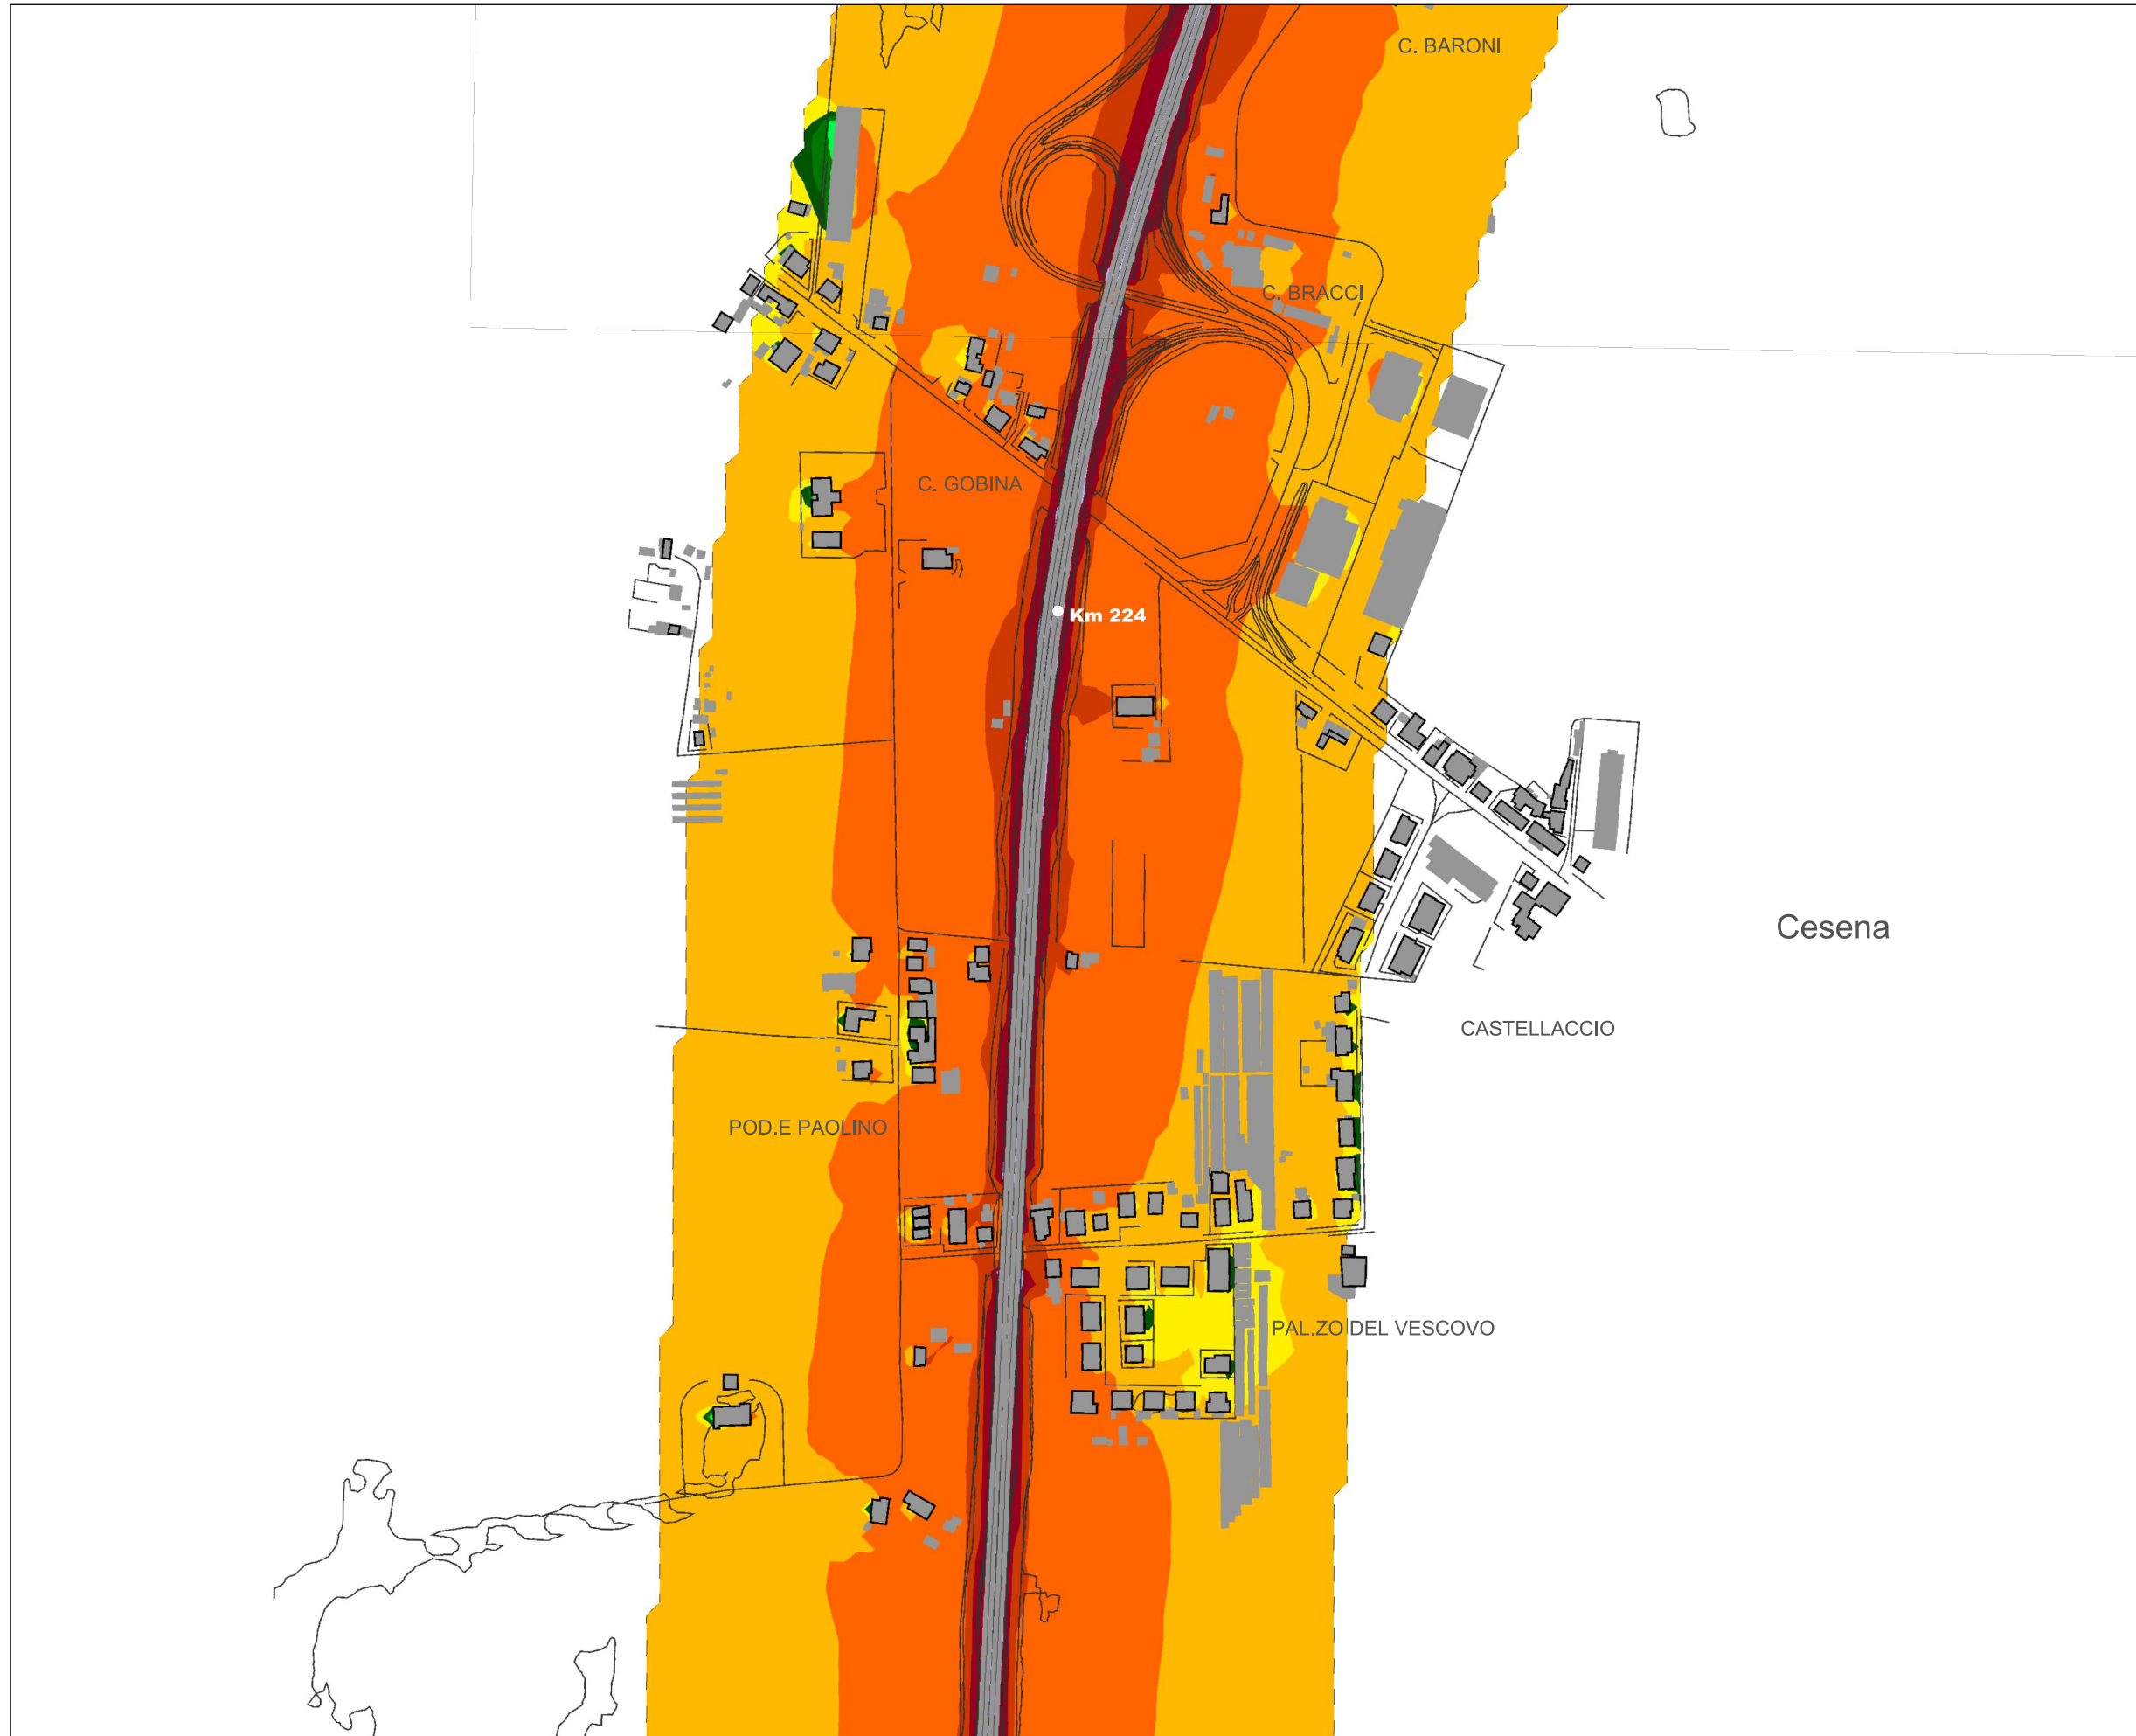 C. BARONI
C. BRACCI
C. GOBINA
Km 224
Cesena
CASTELLACCIO
POD.E PAOLINO
PAL.ZO DEL VESCOVO